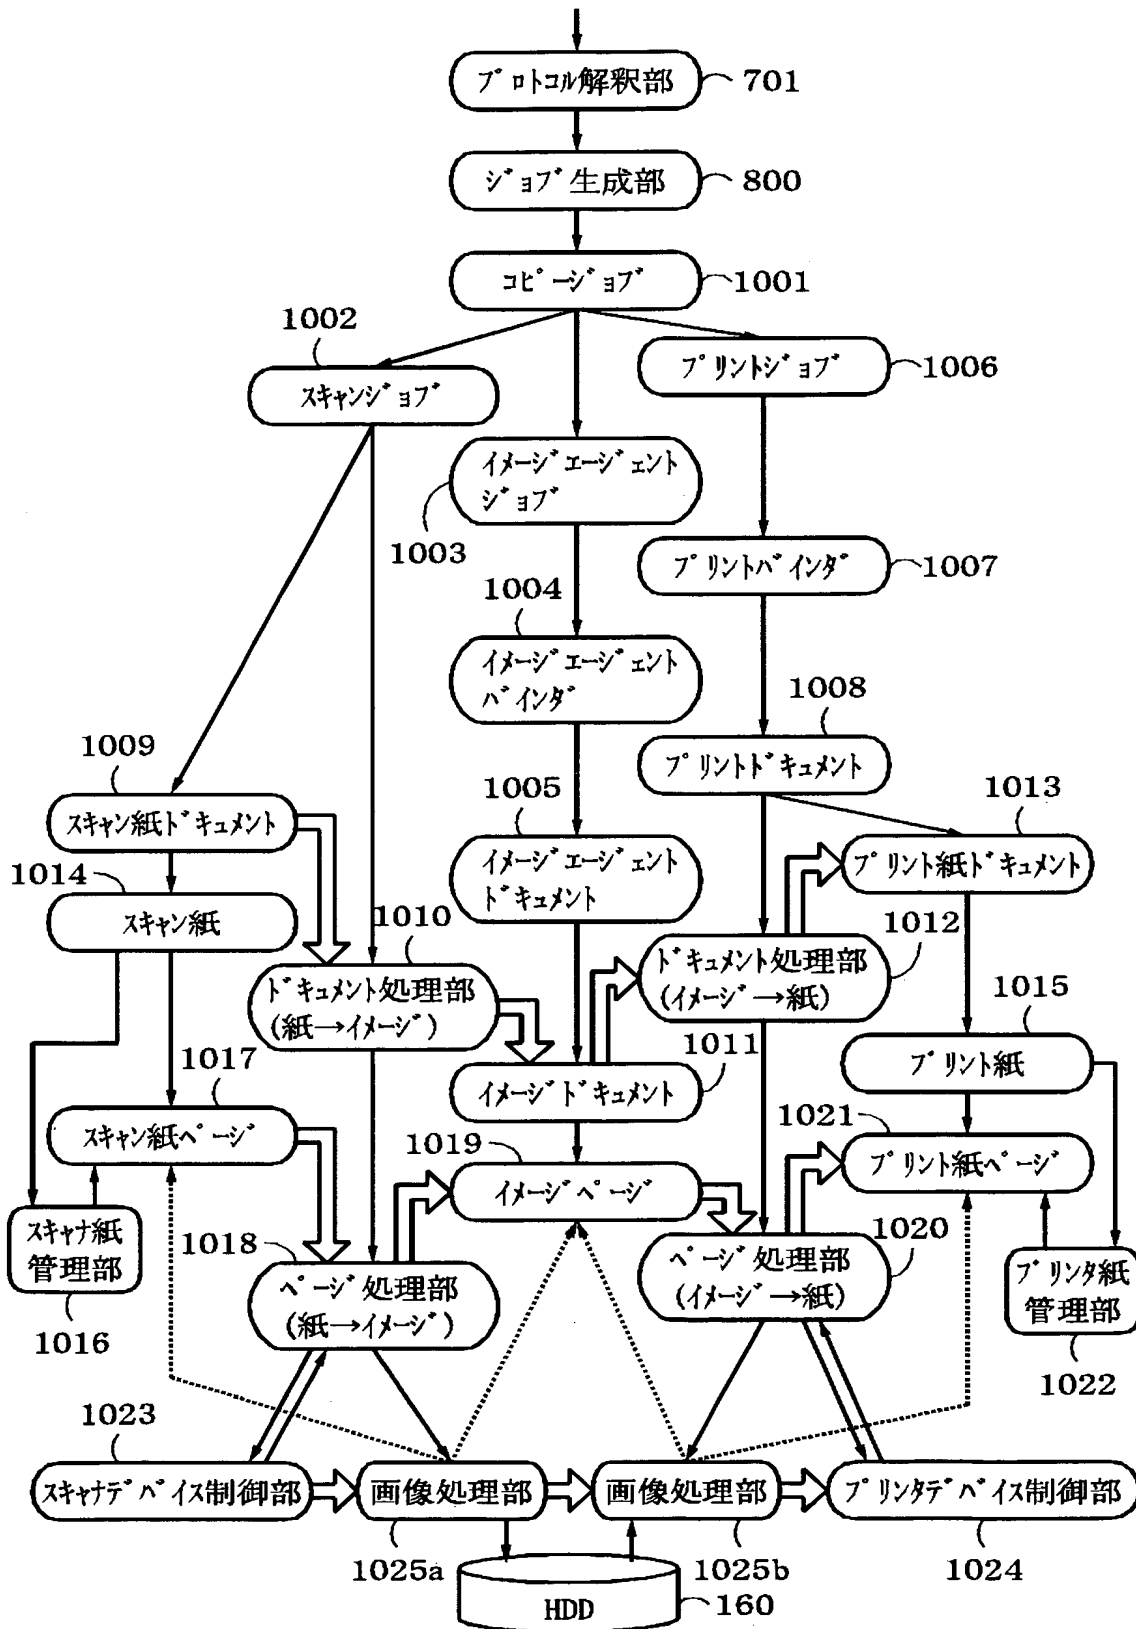 プロトコル解釈部
701
ジョブ生成部
800
コピージョブ
1001
1002
スキャンジョブ
プリントジョブ
1006
イメージエージェント
ジョブ
1003
プリントバインダ
1007
1004
イメージエージェント
バインダ
1008
プリントドキュメント
1009
スキャン紙ドキュメント
1005
イメージエージェント
ドキュメント
1013
プリント紙ドキュメント
1014
スキャン紙
1010
ドキュメント処理部
(紙→イメージ)
1012
ドキュメント処理部
(イメージ→紙)
1011
イメージドキュメント
1015
プリント紙
1017
スキャン紙ページ
1019
イメージページ
1021
プリント紙ページ
スキャナ紙
管理部
1016
1018
ページ処理部
(紙→イメージ)
1020
ページ処理部
(イメージ→紙)
プリンタ紙
管理部
1022
1023
スキャナデバイス制御部
画像処理部
画像処理部
プリンタデバイス制御部
1025a
1025b
1024
HDD
160